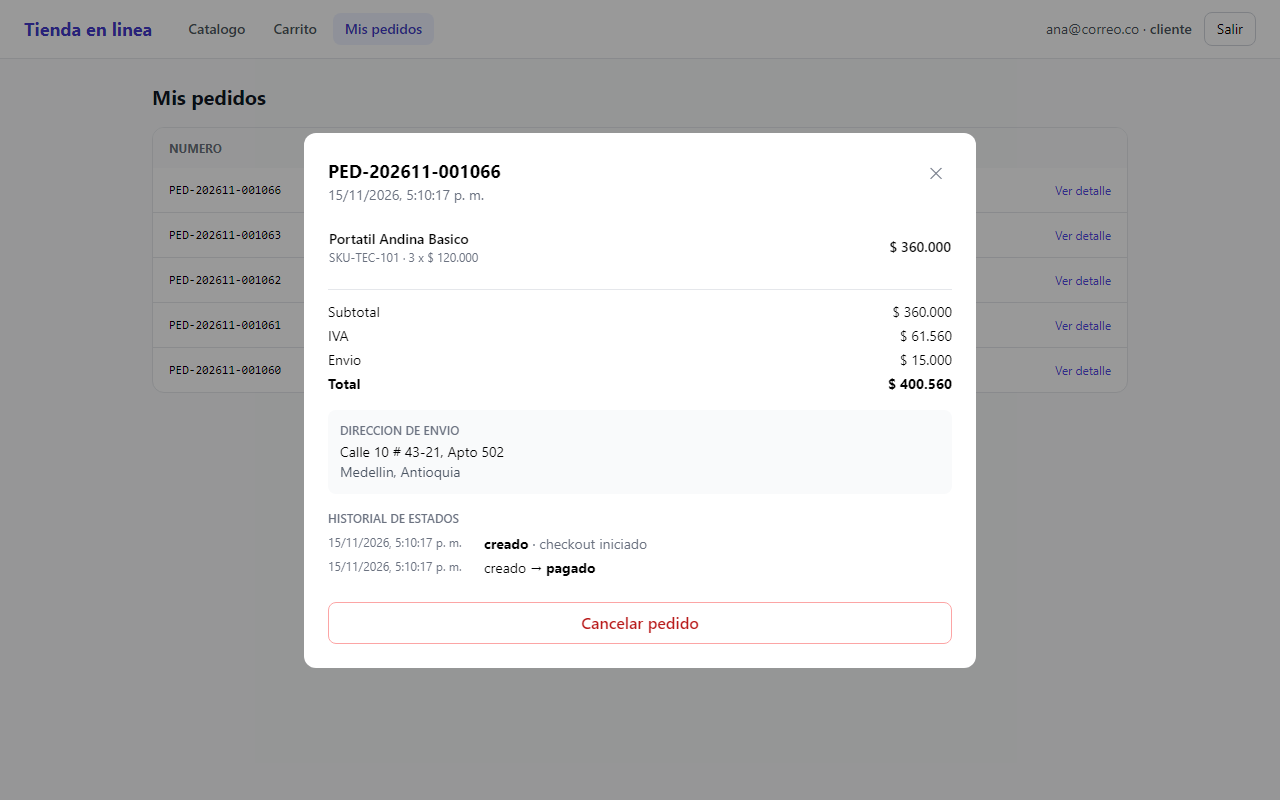 Tienda en linea Catalogo Carrito Mis pedidos ana@correo.co · cliente Salir
Mis pedidos
NUMERO
PED-202611-001066 Ver detalle
PED-202611-001063 Ver detalle
PED-202611-001062 Ver detalle
PED-202611-001061 Ver detalle
PED-202611-001060 Ver detalle
PED-202611-001066
15/11/2026, 5:10:17 p. m.
Portatil Andina Basico $ 360.000
SKU-TEC-101 · 3 x $ 120.000
Subtotal $ 360.000
IVA $ 61.560
Envio $ 15.000
Total $ 400.560
DIRECCION DE ENVIO
Calle 10 # 43-21, Apto 502
Medellin, Antioquia
HISTORIAL DE ESTADOS
15/11/2026, 5:10:17 p. m. creado · checkout iniciado
15/11/2026, 5:10:17 p. m. creado → pagado
Cancelar pedido